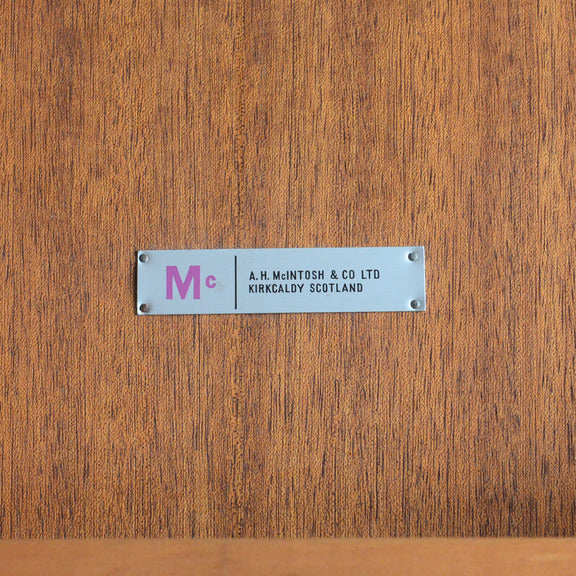 Mc
A.H. McINTOSH & CO LTD
KIRKCALDY SCOTLAND